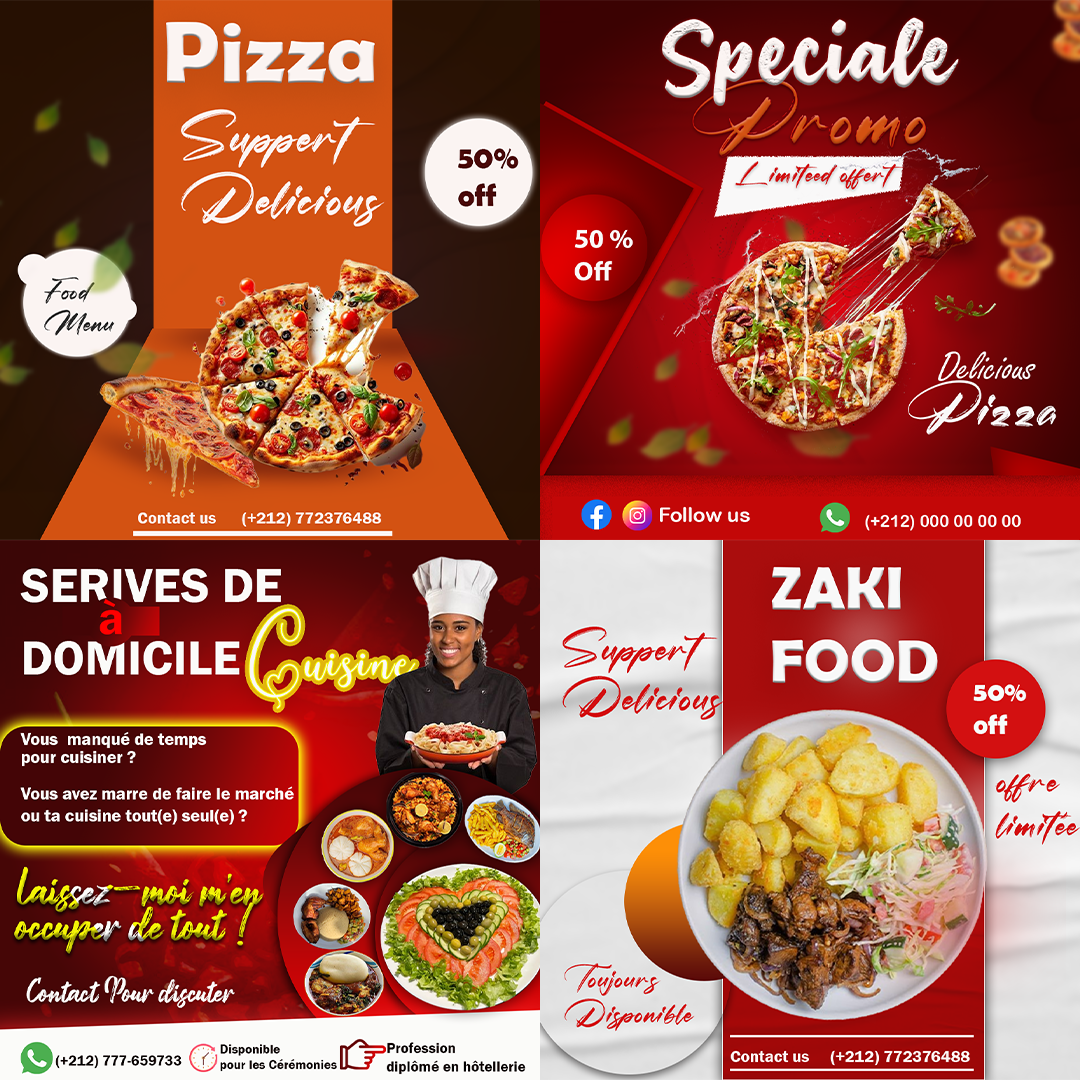 Pizza
Suppert
Delicious
50%
off
Food
Menu
Contact us (+212) 772376488
Speciale
Promo
Limiteed offert
50 %
Off
Delicious
Pizza
Follow us
(+212) 000 00 00 00
SERIVES DE
à
DOMICILE Cuisine
Vous manqué de temps
pour cuisiner ?
Vous avez marre de faire le marché
ou ta cuisine tout(e) seul(e) ?
Laissez-moi m'en
occuper de tout !
Contact Pour discuter
(+212) 777-659733
Disponible
pour les Cérémonies
Profession
diplômé en hôtellerie
ZAKI
FOOD
Suppert
Delicious
50%
off
offre
limitée
Toujours
Disponible
Contact us (+212) 772376488